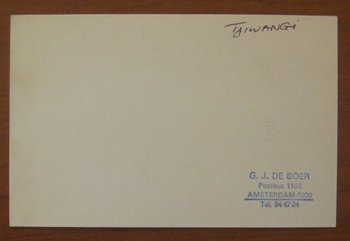 TJIWANGI
G. J. DE BOER
Postbus 1103
AMSTERDAM-1000
Tel. 84 47 24